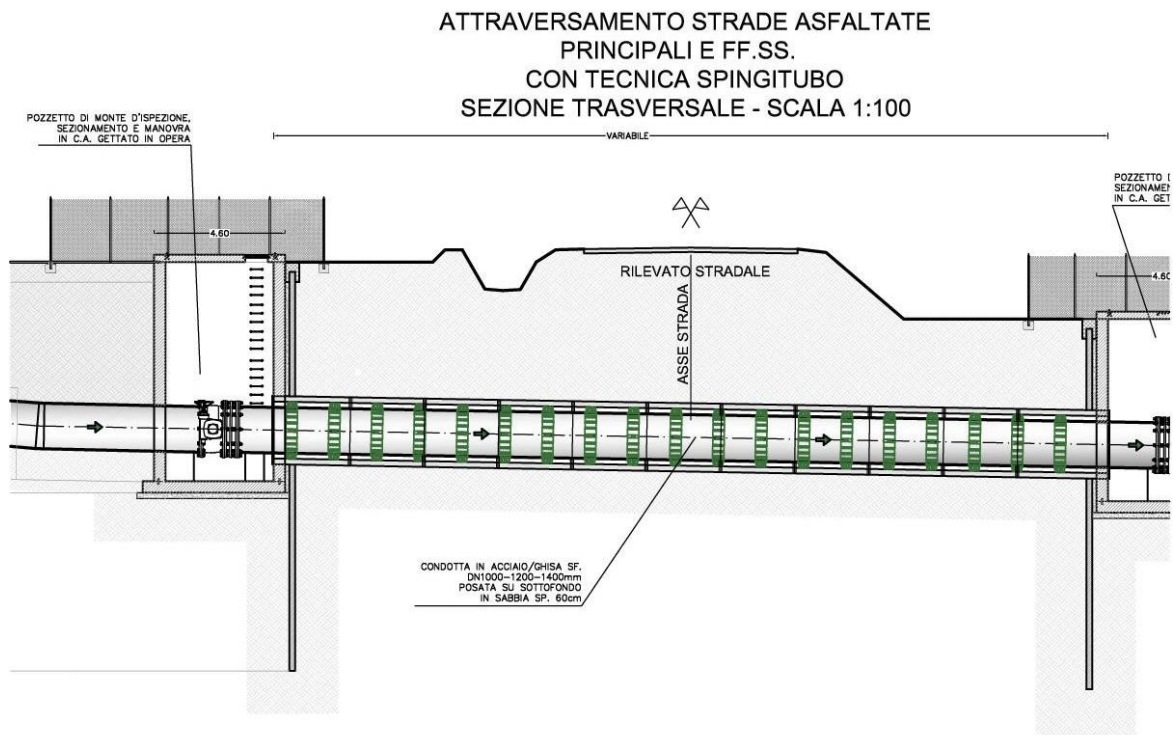 ATTRAVERSAMENTO STRADE ASFALTATE
PRINCIPALI E FF.SS.
CON TECNICA SPINGITUBO
SEZIONE TRASVERSALE - SCALA 1:100
VARIABILE
POZZETTO DI MONTE D'ISPEZIONE,
SEZIONAMENTO E MANOVRA
IN C.A. GETTATO IN OPERA
POZZETTO
SEZIONAMEN
IN C.A. GET
4.60
4.60
RILEVATO STRADALE
ASSE STRADA
CONDOTTA IN ACCIAIO/GHISA SF.
DN1000-1200-1400mm
POSATA SU SOTTOFONDO
IN SABBIA SP. 60cm